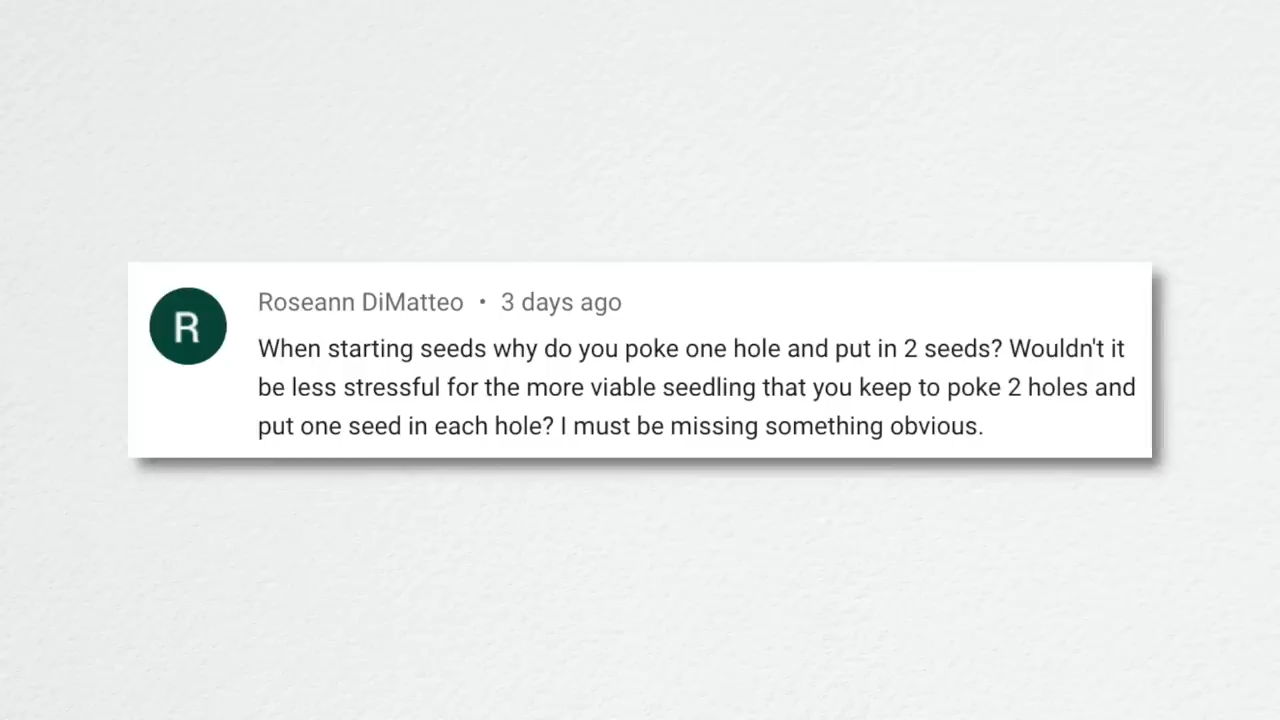 R
Roseann DiMatteo • 3 days ago
When starting seeds why do you poke one hole and put in 2 seeds? Wouldn't it
be less stressful for the more viable seedling that you keep to poke 2 holes and
put one seed in each hole? I must be missing something obvious.